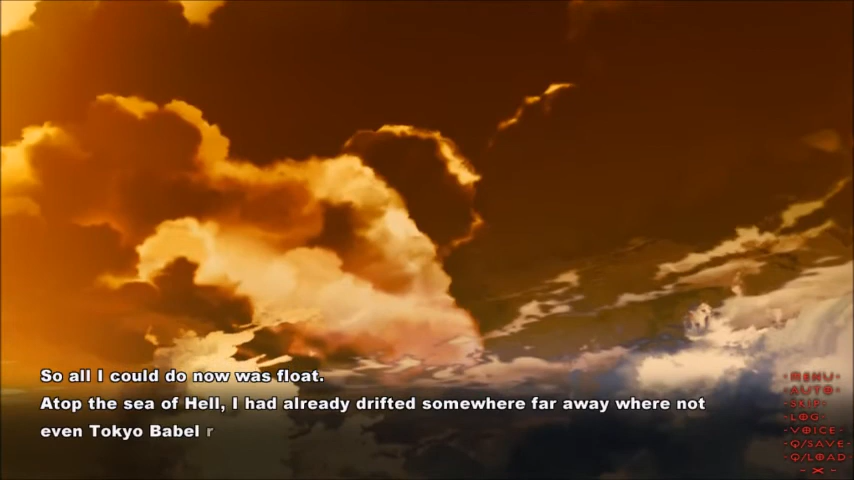 So all I could do now was float.
Atop the sea of Hell, I had already drifted somewhere far away where not
even Tokyo Babel r
-MENU-
-AUTO-
-SKIP-
-LOG-
-VOICE-
-Q/SAVE-
-Q/LOAD-
-X-